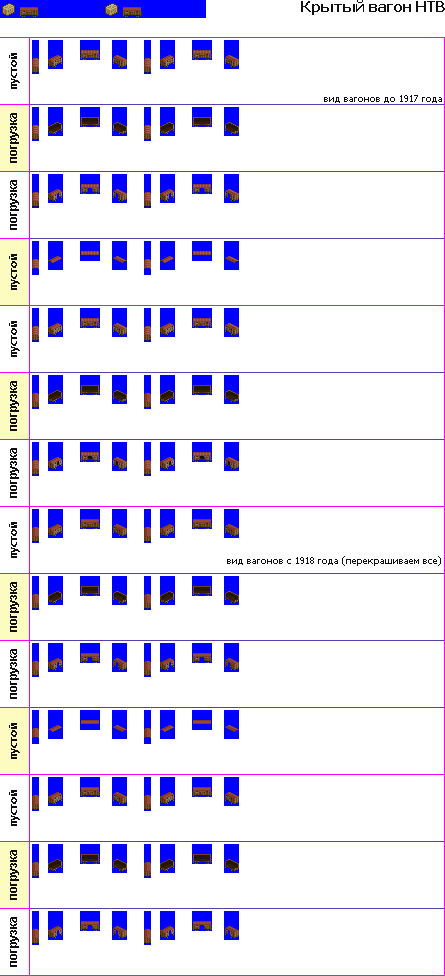 Крытый вагон НТВ
пустой
вид вагонов до 1917 года
погрузка
погрузка
пустой
пустой
погрузка
погрузка
пустой
вид вагонов с 1918 года (перекрашиваем все)
погрузка
погрузка
пустой
пустой
погрузка
погрузка